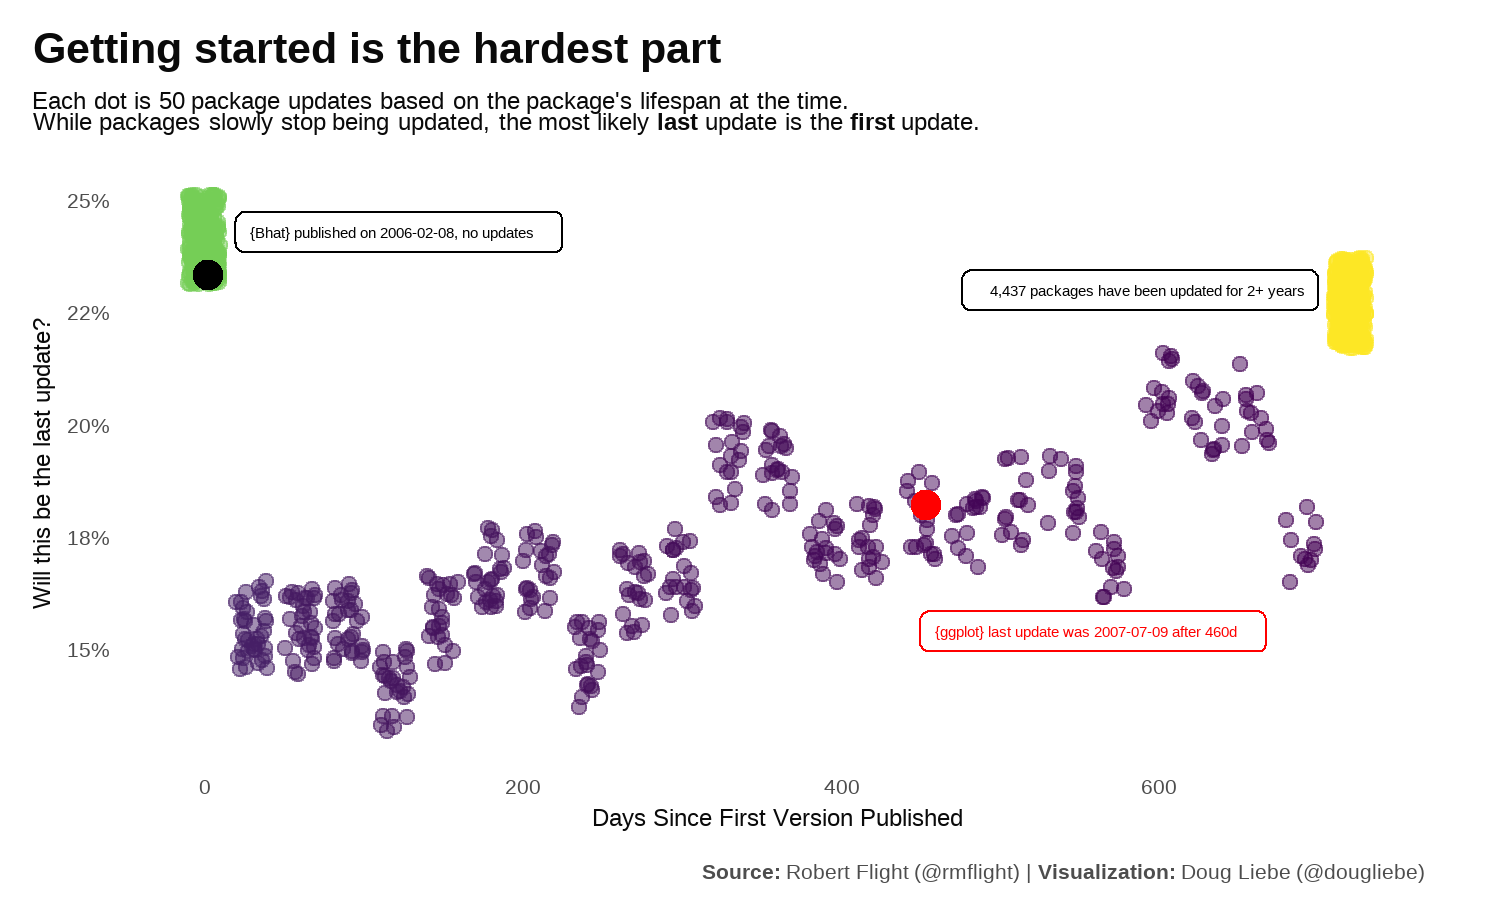 Getting started is the hardest part
Each dot is 50 package updates based on the package's lifespan at the time.
While packages slowly stop being updated, the most likely last update is the first update.
25%
{Bhat} published on 2006-02-08, no updates
4,437 packages have been updated for 2+ years
22%
Will this be the last update?
20%
18%
{ggplot} last update was 2007-07-09 after 460d
15%
0
200
400
600
Days Since First Version Published
Source: Robert Flight (@rmflight) | Visualization: Doug Liebe (@dougliebe)